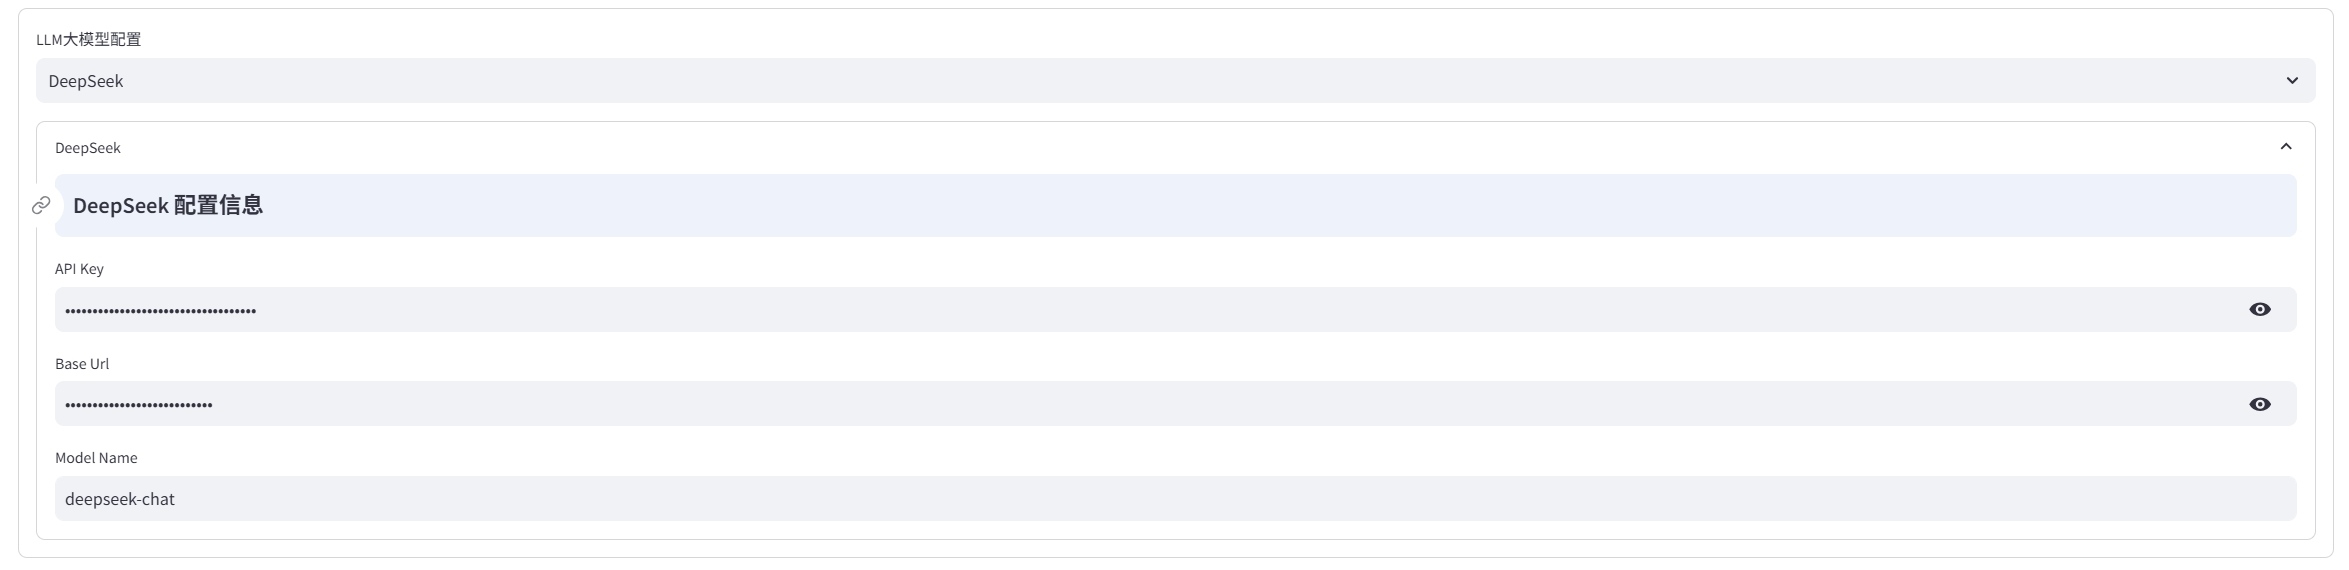 LLM大模型配置
DeepSeek
DeepSeek
DeepSeek 配置信息
API Key
•••••••••••••••••••••••••••••••••••
Base Url
•••••••••••••••••••••••••••
Model Name
deepseek-chat